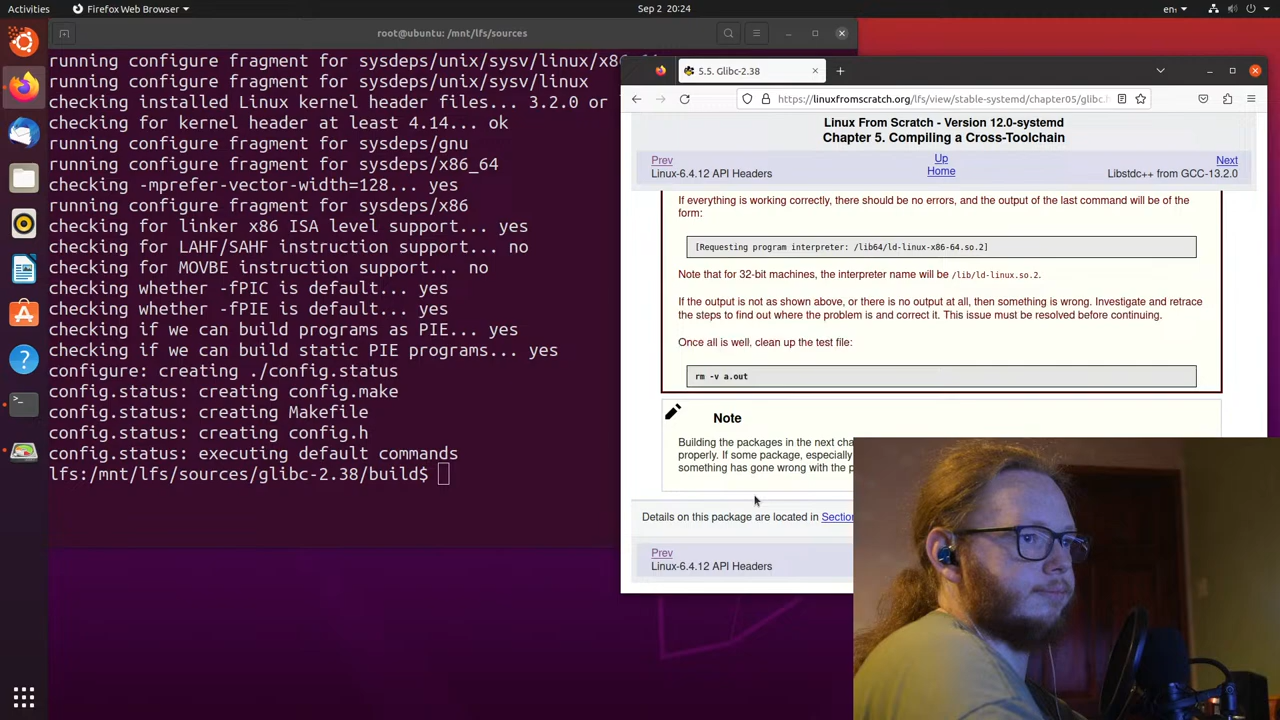 Activities
Firefox Web Browser
Sep 2 20:24
en
root@ubuntu: /mnt/lfs/sources
running configure fragment for sysdeps/unix/sysv/linux/x86_64
running configure fragment for sysdeps/unix/sysv/linux
checking installed Linux kernel header files... 3.2.0 or
checking for kernel header at least 4.14... ok
running configure fragment for sysdeps/gnu
running configure fragment for sysdeps/x86_64
checking -mprefer-vector-width=128... yes
running configure fragment for sysdeps/x86
checking for linker x86 ISA level support... yes
checking for LAHF/SAHF instruction support... no
checking for MOVBE instruction support... no
checking whether -fPIC is default... yes
checking whether -fPIE is default... yes
checking if we can build programs as PIE... yes
checking if we can build static PIE programs... yes
configure: creating ./config.status
config.status: creating config.make
config.status: creating Makefile
config.status: creating config.h
config.status: executing default commands
lfs:/mnt/lfs/sources/glibc-2.38/build$
5.5. Glibc-2.38
https://linuxfromscratch.org/lfs/view/stable-systemd/chapter05/glibc.h
Linux From Scratch - Version 12.0-systemd
Chapter 5. Compiling a Cross-Toolchain
Prev
Up
Next
Linux-6.4.12 API Headers
Home
Libstdc++ from GCC-13.2.0
If everything is working correctly, there should be no errors, and the output of the last command will be of the
form:
[Requesting program interpreter: /lib64/ld-linux-x86-64.so.2]
Note that for 32-bit machines, the interpreter name will be /lib/ld-linux.so.2.
If the output is not as shown above, or there is no output at all, then something is wrong. Investigate and retrace
the steps to find out where the problem is and correct it. This issue must be resolved before continuing.
Once all is well, clean up the test file:
rm -v a.out
Note
Building the packages in the next cha
properly. If some package, especially
something has gone wrong with the p
Details on this package are located in Section
Prev
Linux-6.4.12 API Headers